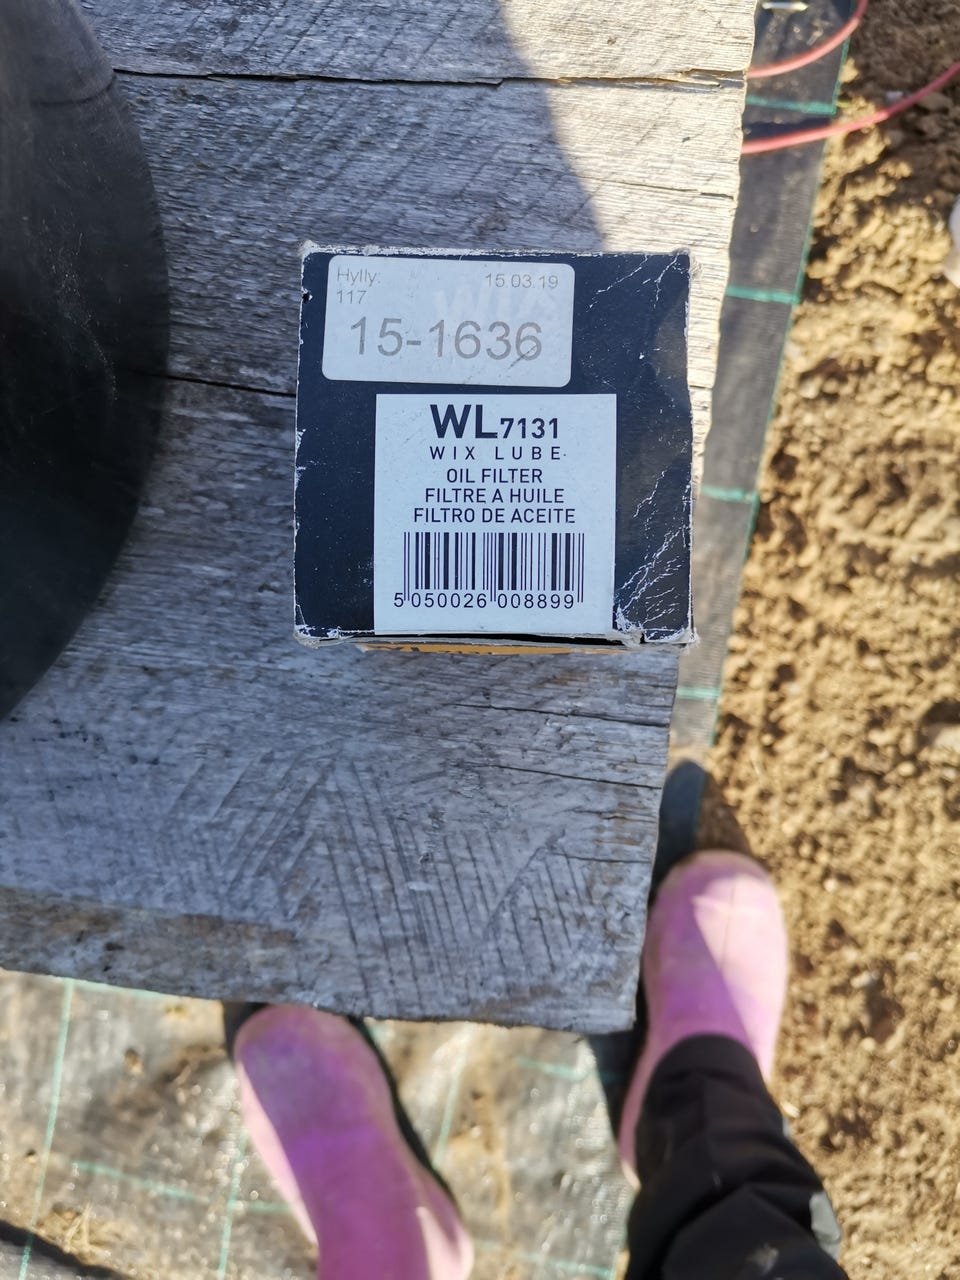 Hylly: 15.03.19
117
15-1636
WL7131
WIX LUBE
OIL FILTER
FILTRE A HUILE
FILTRO DE ACEITE
5 050026 008899